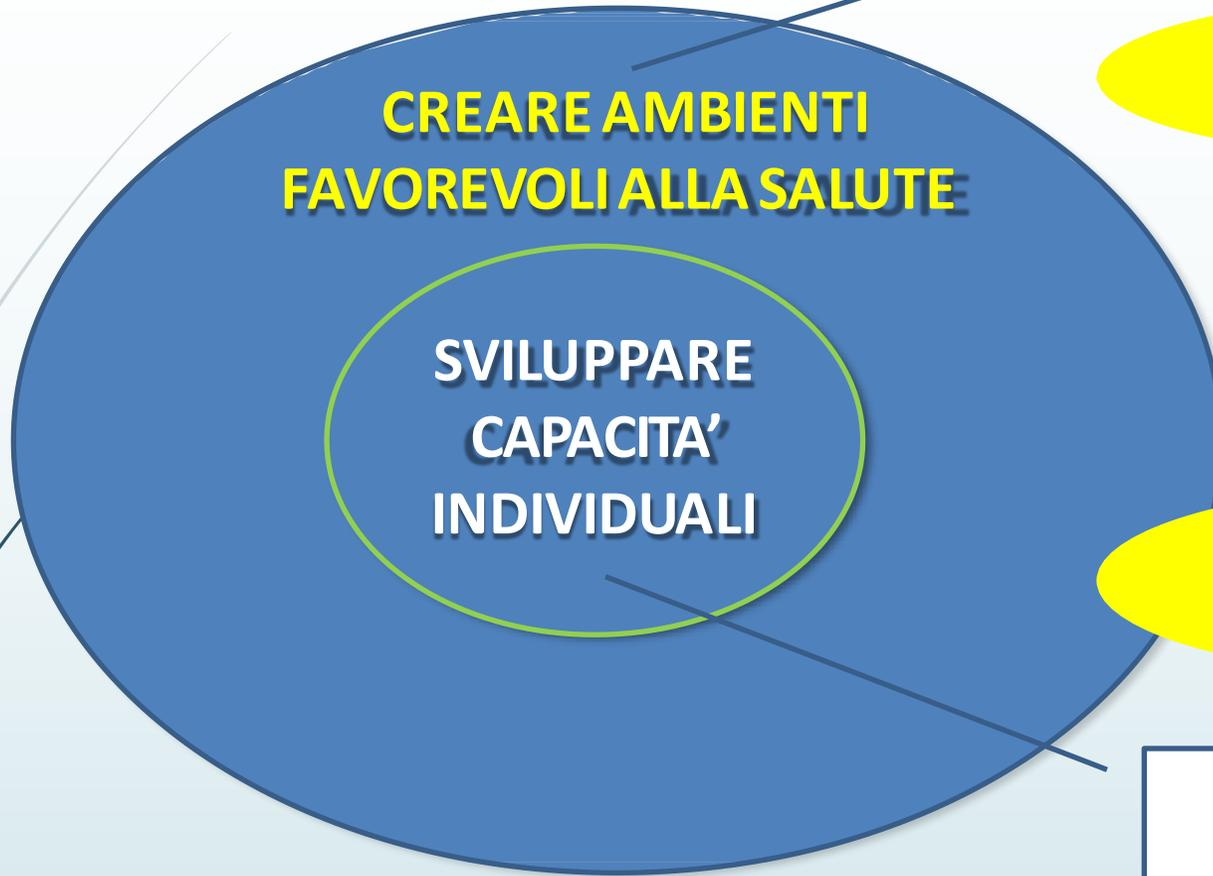 CREARE AMBIENTI
FAVOREVOLI ALLA SALUTE
SVILUPPARE
CAPACITA’
INDIVIDUALI